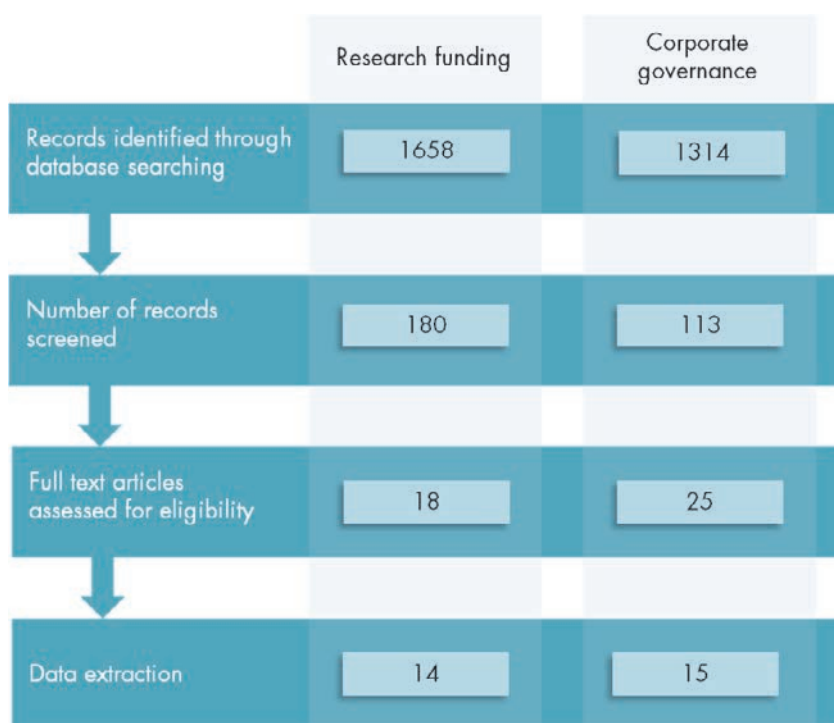 Research funding
Corporate
governance
Records identified through
database searching
1658
1314
Number of records
screened
180
113
Full text articles
assessed for eligibility
18
25
Data extraction
14
15